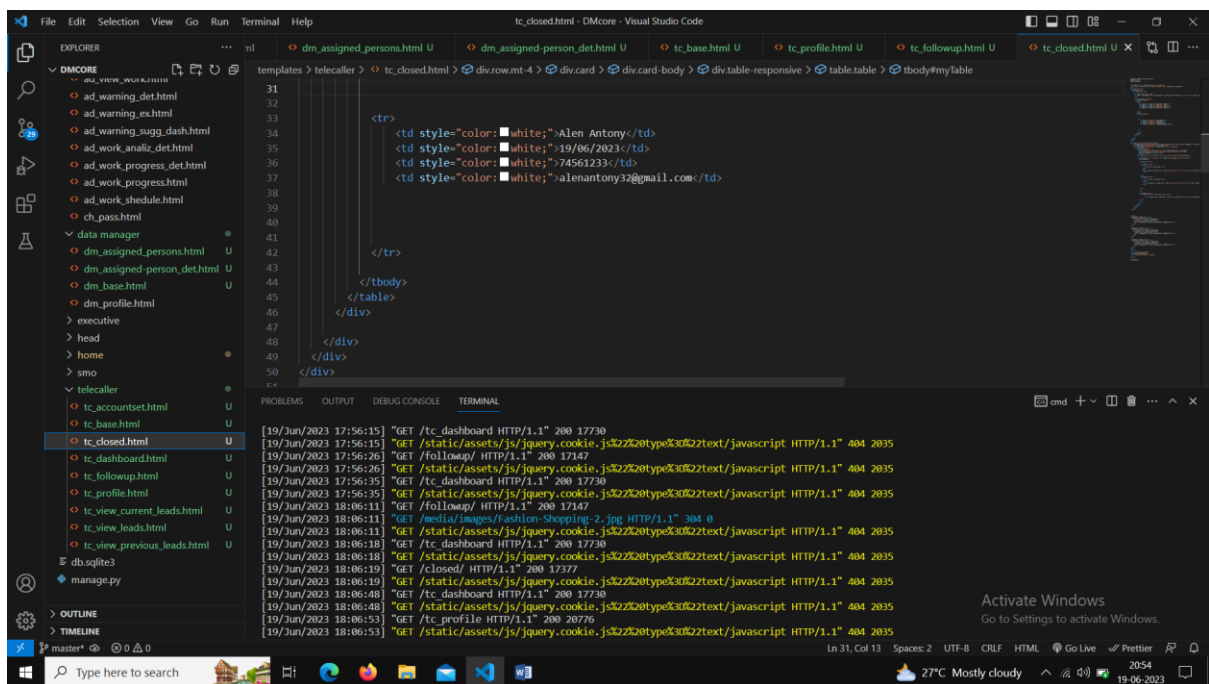 File Edit Selection View Go Run Terminal Help
tc_closed.html - DMcore - Visual Studio Code
EXPLORER
DMCORE
ad_warning_det.html
ad_warning_ex.html
ad_warning_sugg_dash.html
ad_work_analiz_det.html
ad_work_progress_det.html
ad_work_progress.html
ad_work_shedule.html
ch_pass.html
data manager
dm_assigned_persons.html U
dm_assigned-person_det.html U
dm_base.html U
dm_profile.html
executive
head
home
smo
telecaller
tc_accountset.html U
tc_base.html U
tc_closed.html U
tc_dashboard.html U
tc_followup.html U
tc_profile.html U
tc_view_current_leads.html U
tc_view_leads.html U
tc_view_previous_leads.html U
db.sqlite3
manage.py
OUTLINE
TIMELINE
29
dm_assigned_persons.html U dm_assigned-person_det.html U tc_base.html U tc_profile.html U tc_followup.html U tc_closed.html U
templates > telecaller > tc_closed.html > div.row.mt-4 > div.card > div.card-body > div.table-responsive > table.table > tbody#myTable
31
32
33 <tr>
34 <td style="color:white;">Alen Antony</td>
35 <td style="color:white;">19/06/2023</td>
36 <td style="color:white;">74561233</td>
37 <td style="color:white;">alenantony32@gmail.com</td>
38
39
40
41
42 </tr>
43
44 </tbody>
45 </table>
46 </div>
47
48 </div>
49 </div>
50 </div>
PROBLEMS OUTPUT DEBUG CONSOLE TERMINAL
cmd
[19/Jun/2023 17:56:15] "GET /tc_dashboard HTTP/1.1" 200 17730
[19/Jun/2023 17:56:15] "GET /static/assets/js/jquery.cookie.js%22%20type%3D%22text/javascript HTTP/1.1" 404 2035
[19/Jun/2023 17:56:26] "GET /followup/ HTTP/1.1" 200 17147
[19/Jun/2023 17:56:26] "GET /static/assets/js/jquery.cookie.js%22%20type%3D%22text/javascript HTTP/1.1" 404 2035
[19/Jun/2023 17:56:35] "GET /tc_dashboard HTTP/1.1" 200 17730
[19/Jun/2023 17:56:35] "GET /static/assets/js/jquery.cookie.js%22%20type%3D%22text/javascript HTTP/1.1" 404 2035
[19/Jun/2023 18:06:11] "GET /followup/ HTTP/1.1" 200 17147
[19/Jun/2023 18:06:11] "GET /media/images/Fashion-Shopping-2.jpg HTTP/1.1" 304 0
[19/Jun/2023 18:06:11] "GET /static/assets/js/jquery.cookie.js%22%20type%3D%22text/javascript HTTP/1.1" 404 2035
[19/Jun/2023 18:06:18] "GET /tc_dashboard HTTP/1.1" 200 17730
[19/Jun/2023 18:06:18] "GET /static/assets/js/jquery.cookie.js%22%20type%3D%22text/javascript HTTP/1.1" 404 2035
[19/Jun/2023 18:06:19] "GET /closed/ HTTP/1.1" 200 17377
[19/Jun/2023 18:06:19] "GET /static/assets/js/jquery.cookie.js%22%20type%3D%22text/javascript HTTP/1.1" 404 2035
[19/Jun/2023 18:06:48] "GET /tc_dashboard HTTP/1.1" 200 17730
[19/Jun/2023 18:06:48] "GET /static/assets/js/jquery.cookie.js%22%20type%3D%22text/javascript HTTP/1.1" 404 2035
[19/Jun/2023 18:06:53] "GET /tc_profile HTTP/1.1" 200 20776
[19/Jun/2023 18:06:53] "GET /static/assets/js/jquery.cookie.js%22%20type%3D%22text/javascript HTTP/1.1" 404 2035
Activate Windows
Go to Settings to activate Windows.
master* 0 0 Ln 31, Col 13 Spaces: 2 UTF-8 CRLF HTML Go Live Prettier
Type here to search
27°C Mostly cloudy
20:54
19-06-2023